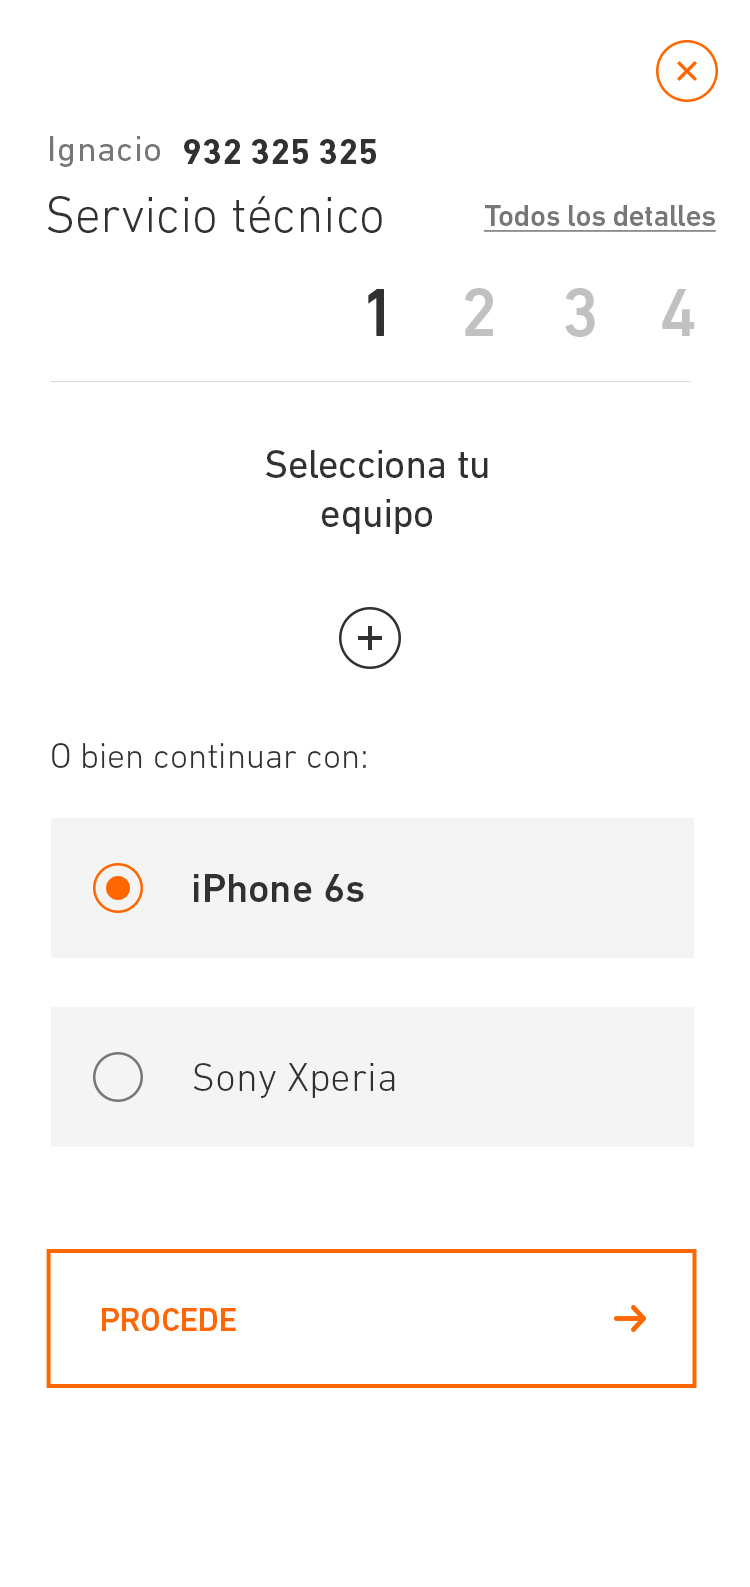 Ignacio 932 325 325
Servicio técnico Todos los detalles
1 2 3 4
Selecciona tu
equipo
O bien continuar con:
iPhone 6s
Sony Xperia
PROCEDE